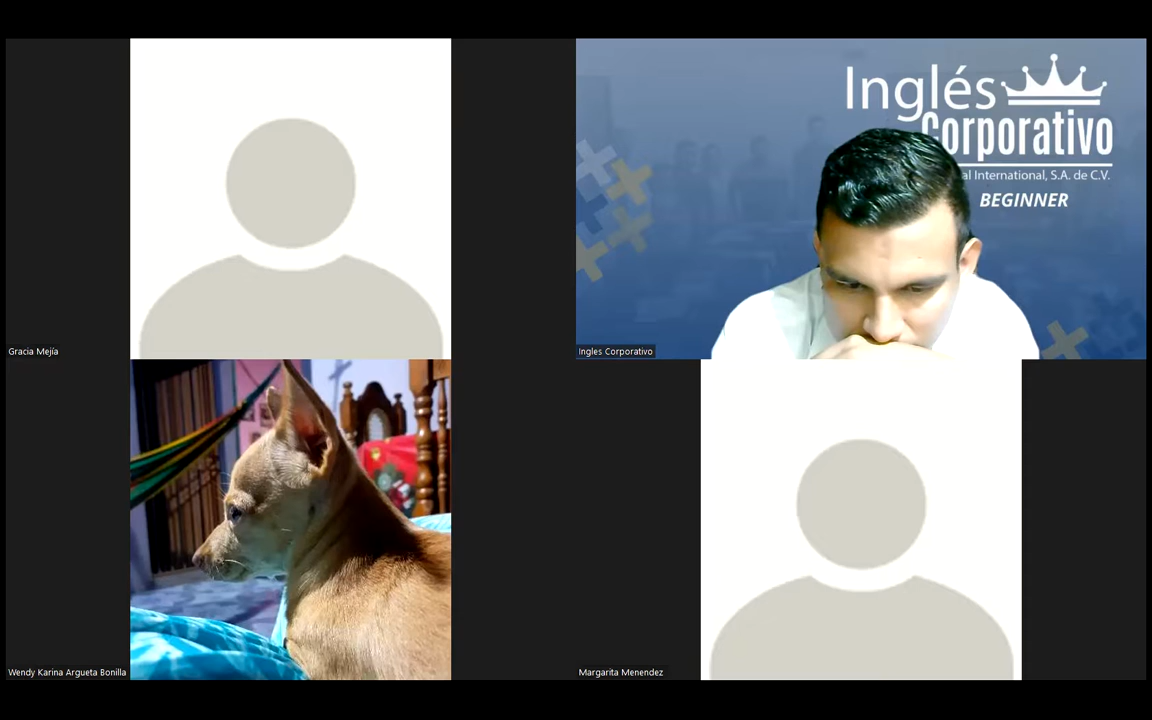 Inglés
Corporativo
al International, S.A. de C.V.
BEGINNER
Gracia Mejía
Ingles Corporativo
Wendy Karina Argueta Bonilla
Margarita Menendez